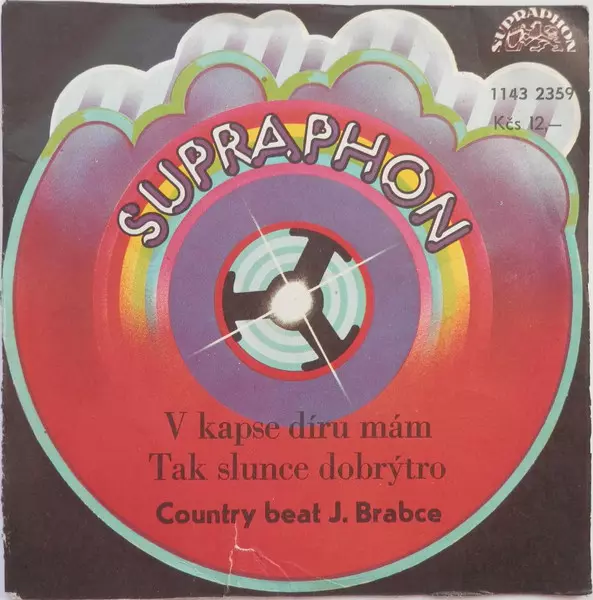 SUPRAPHON
1143 2359
Kčs 12,–
SUPRAPHON
V kapse díru mám
Tak slunce dobrýtro
Country beat J. Brabce